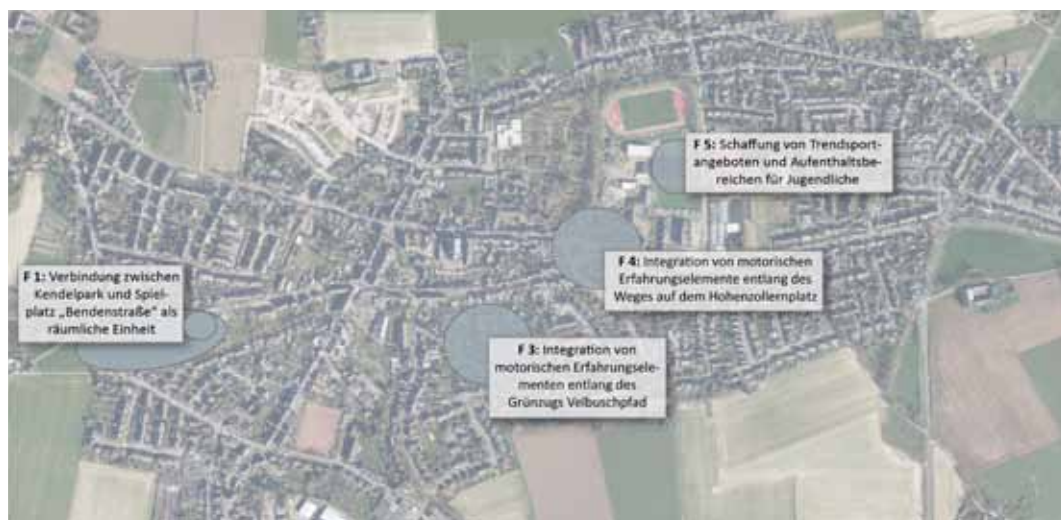 F 5: Schaffung von Trendsport-
angeboten und Aufenthaltsbe-
reichen für Jugendliche
F 4: Integration von motorischen
Erfahrungselemente entlang des
Weges auf dem Hohenzollernplatz
F 1: Verbindung zwischen
Kendelpark und Spiel-
platz „Bendenstraße“ als
räumliche Einheit
F 3: Integration von
motorischen Erfahrungsele-
menten entlang des
Grünzugs Velbuschpfad